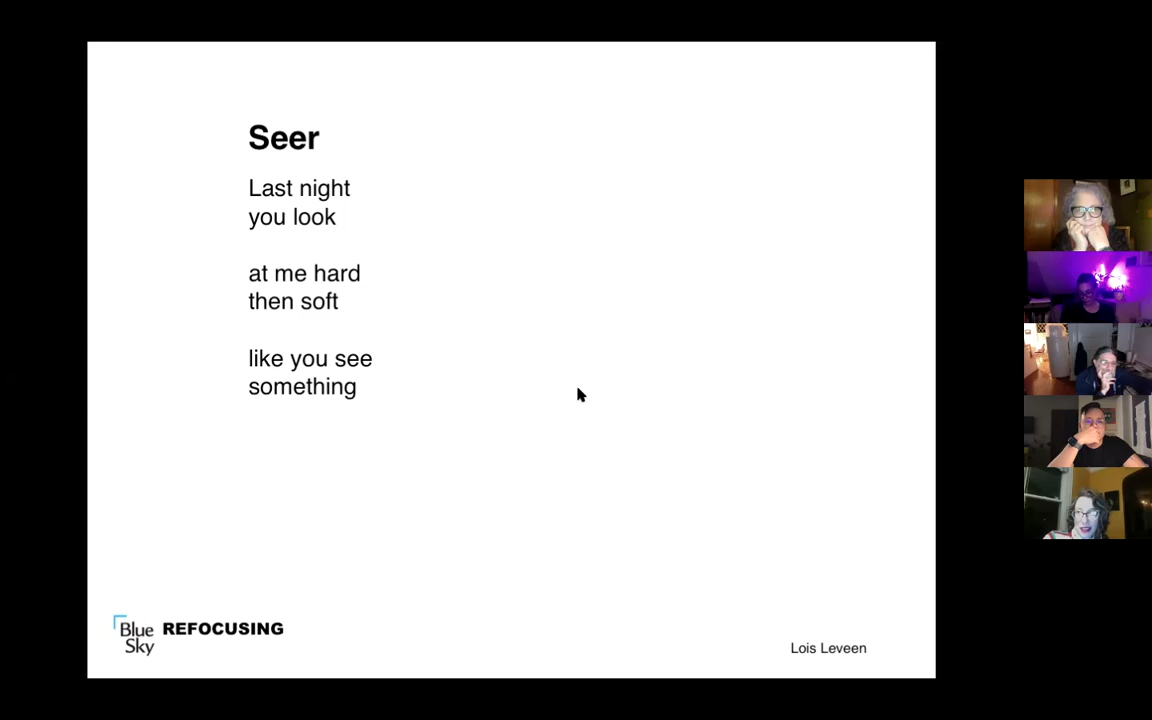 Seer
Last night
you look
at me hard
then soft
like you see
something
Blue
Sky
REFOCUSING
Lois Leveen